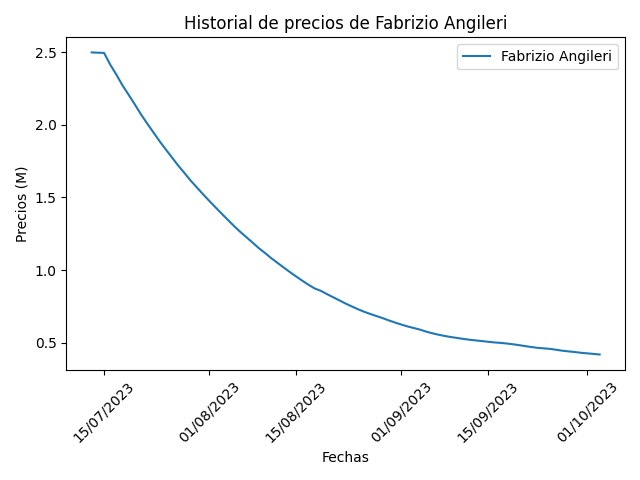 Historial de precios de Fabrizio Angileri
Fabrizio Angileri
Precios (M)
2.5
2.0
1.5
1.0
0.5
15/07/2023
01/08/2023
15/08/2023
01/09/2023
15/09/2023
01/10/2023
Fechas